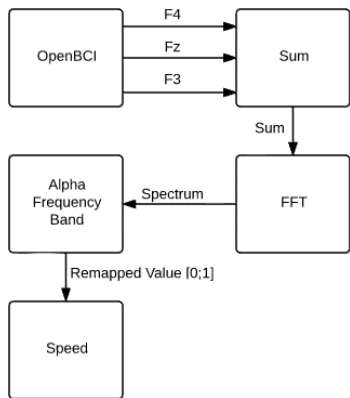 F4
OpenBCI
Fz
Sum
F3
Sum
Alpha
Frequency
Band
Spectrum
FFT
Remapped Value [0;1]
Speed